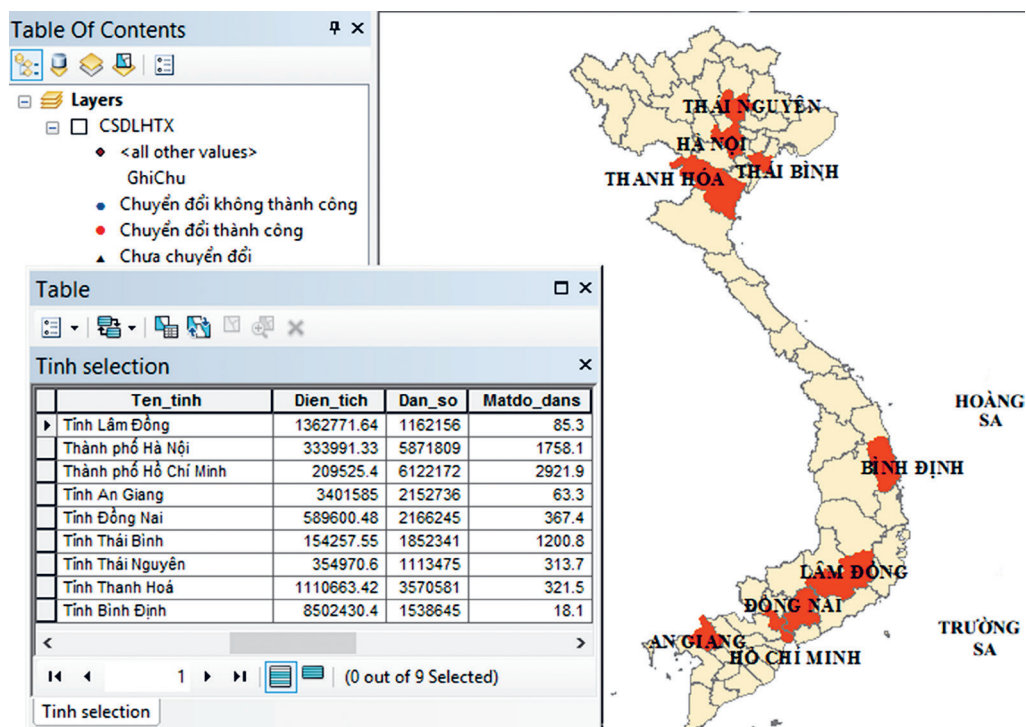 Table Of Contents
Layers
CSDLHTX
<all other values>
GhiChu
Chuyển đổi không thành công
Chuyển đổi thành công
Chưa chuyển đổi
Table
Tinh selection
Ten_tinh Dien_tich Dan_so Matdo_dans
Tỉnh Lâm Đồng 1362771.64 1162156 85.3
Thành phố Hà Nội 333991.33 5871809 1758.1
Thành phố Hồ Chí Minh 209525.4 6122172 2921.9
Tỉnh An Giang 3401585 2152736 63.3
Tỉnh Đồng Nai 589600.48 2166245 367.4
Tỉnh Thái Bình 154257.55 1852341 1200.8
Tỉnh Thái Nguyên 354970.6 1113475 313.7
Tỉnh Thanh Hoá 1110663.42 3570581 321.5
Tỉnh Bình Định 8502430.4 1538645 18.1
1 (0 out of 9 Selected)
Tinh selection
THÁI NGUYÊN
HÀ NỘI
THÁI BÌNH
THANH HÓA
HOÀNG
SA
BÌNH ĐỊNH
LÂM ĐỒNG
ĐỒNG NAI
TRƯỜNG
SA
AN GIANG
HỒ CHÍ MINH